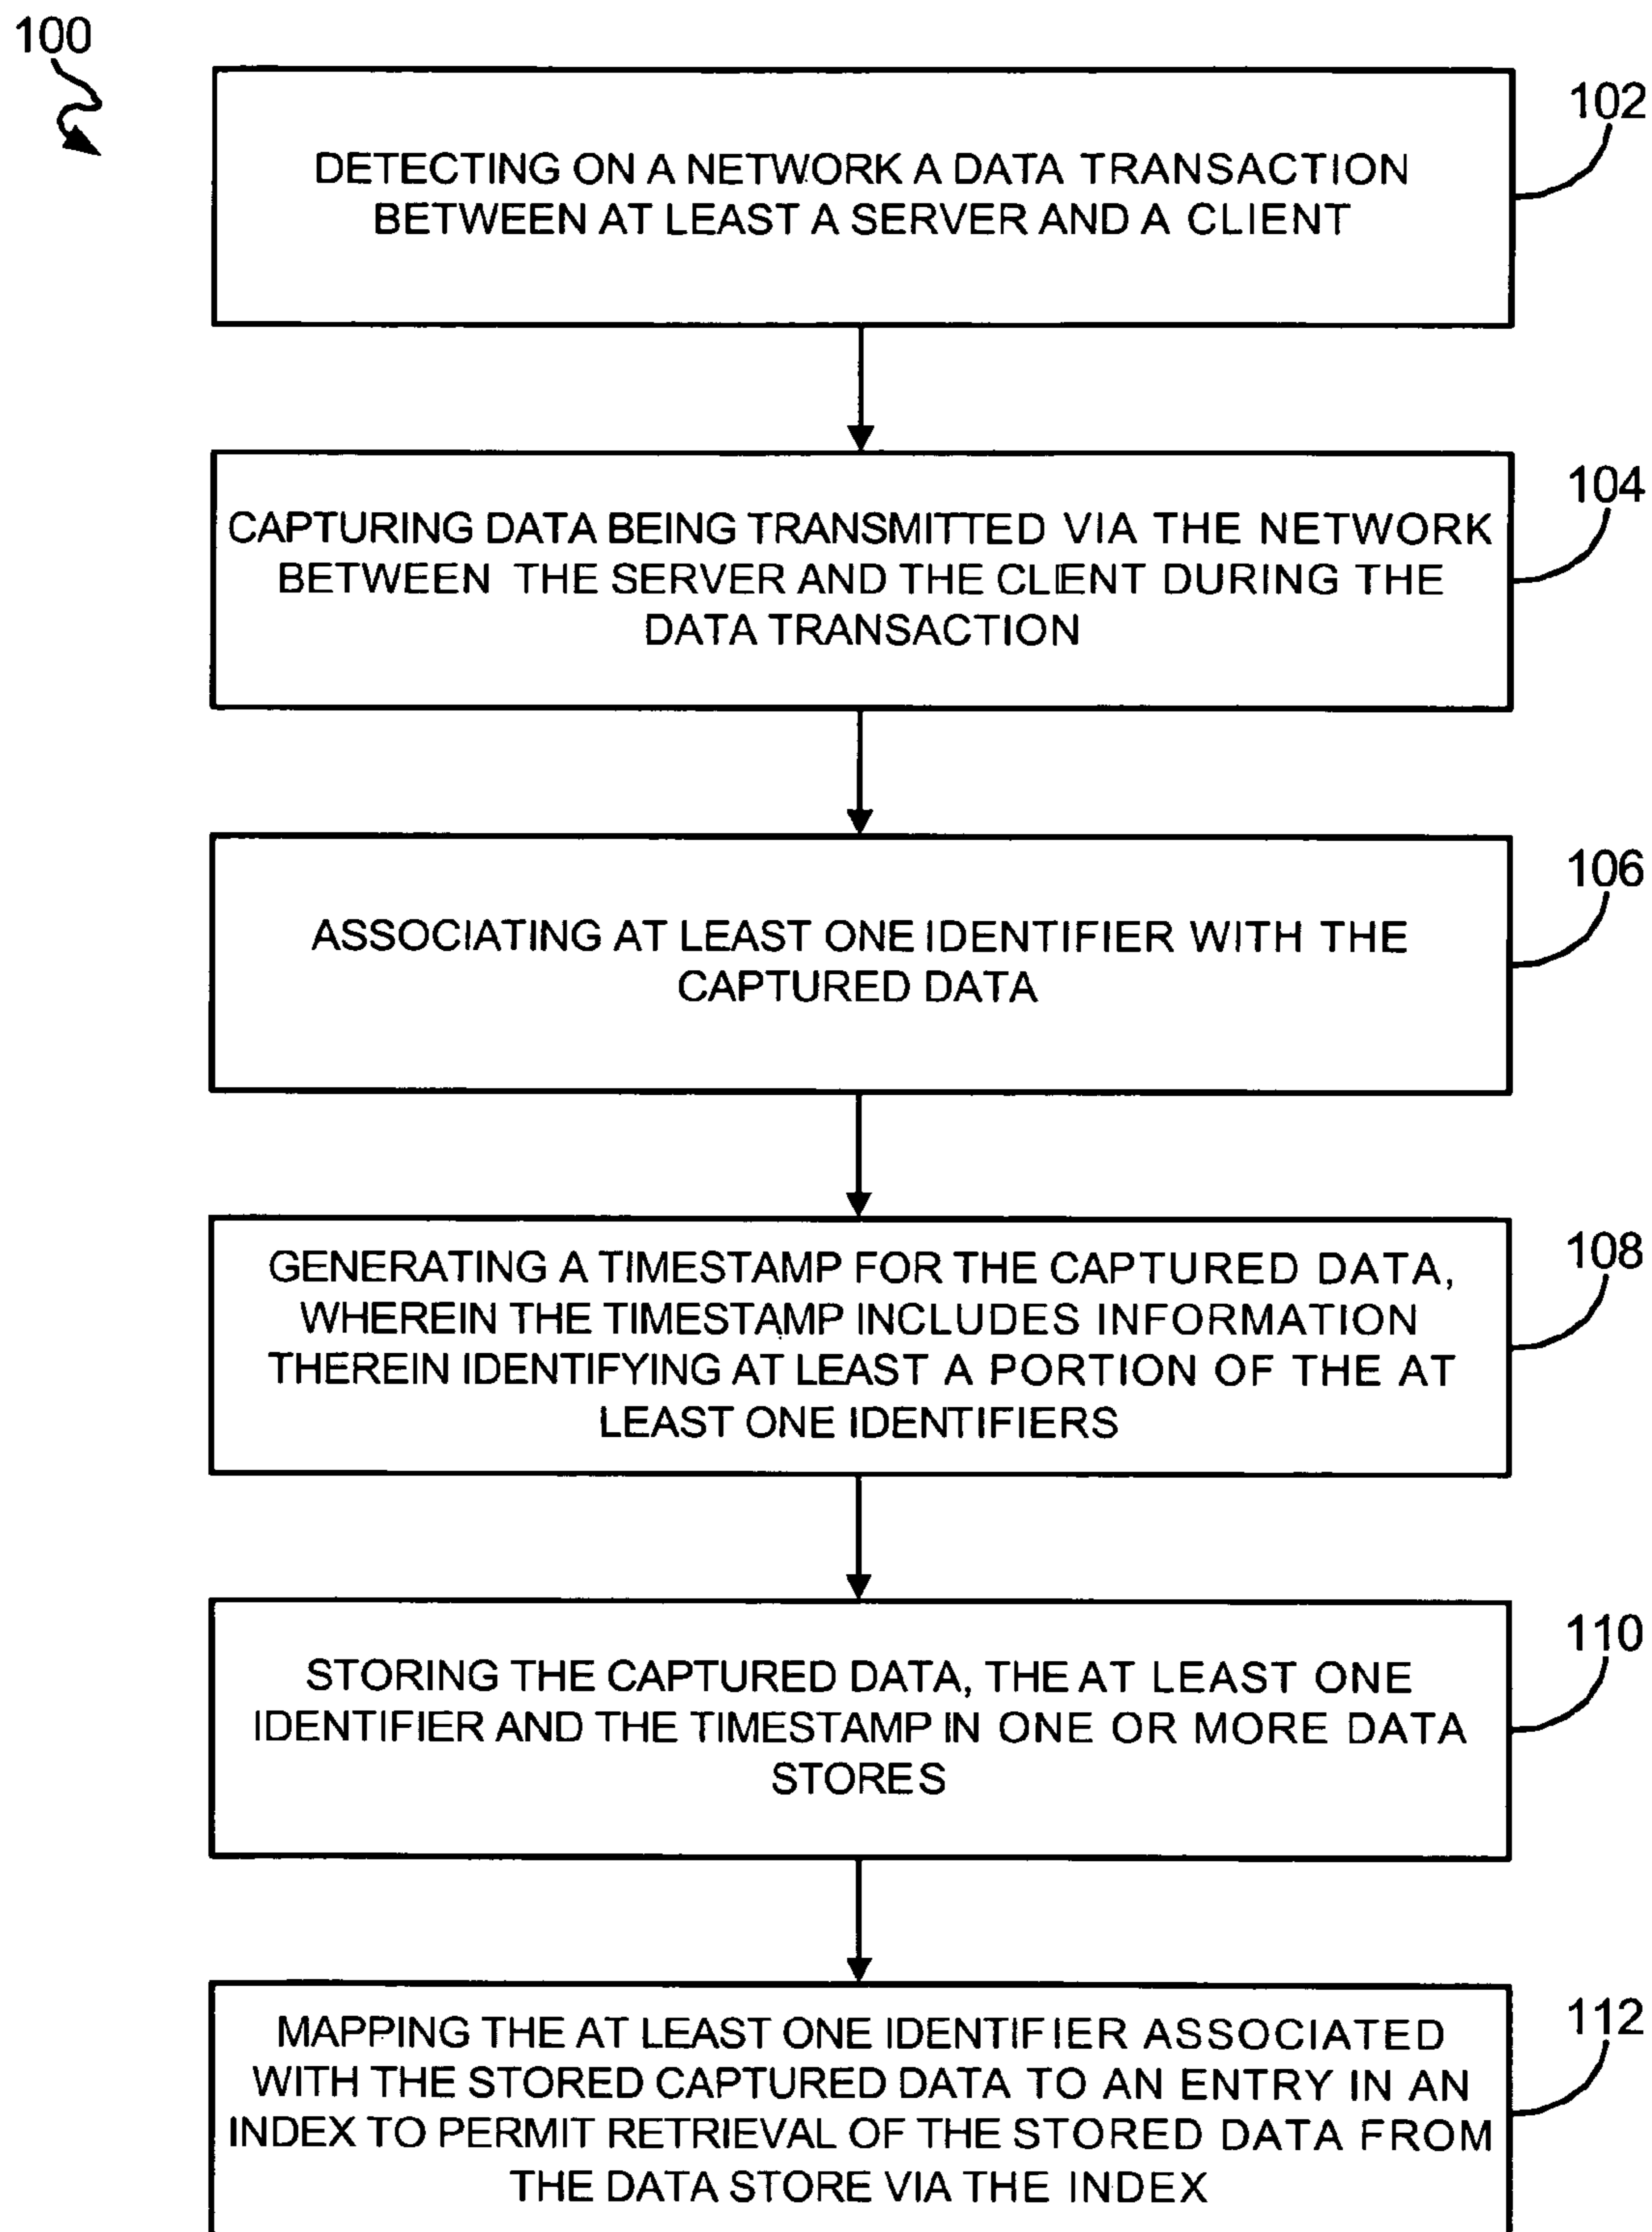 100
102
DETECTING ON A NETWORK A DATA TRANSACTION
BETWEEN AT LEAST A SERVER AND A CLIENT
104
CAPTURING DATA BEING TRANSMITTED VIA THE NETWORK
BETWEEN THE SERVER AND THE CLIENT DURING THE
DATA TRANSACTION
106
ASSOCIATING AT LEAST ONE IDENTIFIER WITH THE
CAPTURED DATA
108
GENERATING A TIMESTAMP FOR THE CAPTURED DATA,
WHEREIN THE TIMESTAMP INCLUDES INFORMATION
THEREIN IDENTIFYING AT LEAST A PORTION OF THE AT
LEAST ONE IDENTIFIERS
110
STORING THE CAPTURED DATA, THE AT LEAST ONE
IDENTIFIER AND THE TIMESTAMP IN ONE OR MORE DATA
STORES
112
MAPPING THE AT LEAST ONE IDENTIFIER ASSOCIATED
WITH THE STORED CAPTURED DATA TO AN ENTRY IN AN
INDEX TO PERMIT RETRIEVAL OF THE STORED DATA FROM
THE DATA STORE VIA THE INDEX